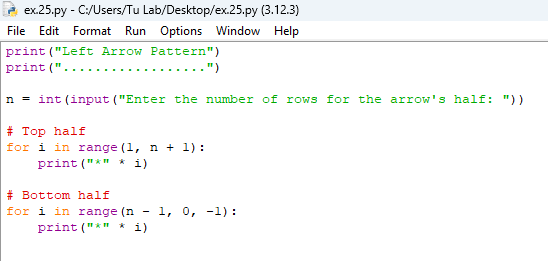 ex.25.py - C:/Users/Tu Lab/Desktop/ex.25.py (3.12.3)
File Edit Format Run Options Window Help
print("Left Arrow Pattern")
print("..................")
n = int(input("Enter the number of rows for the arrow's half: "))
# Top half
for i in range(1, n + 1):
    print("*" * i)
# Bottom half
for i in range(n - 1, 0, -1):
    print("*" * i)